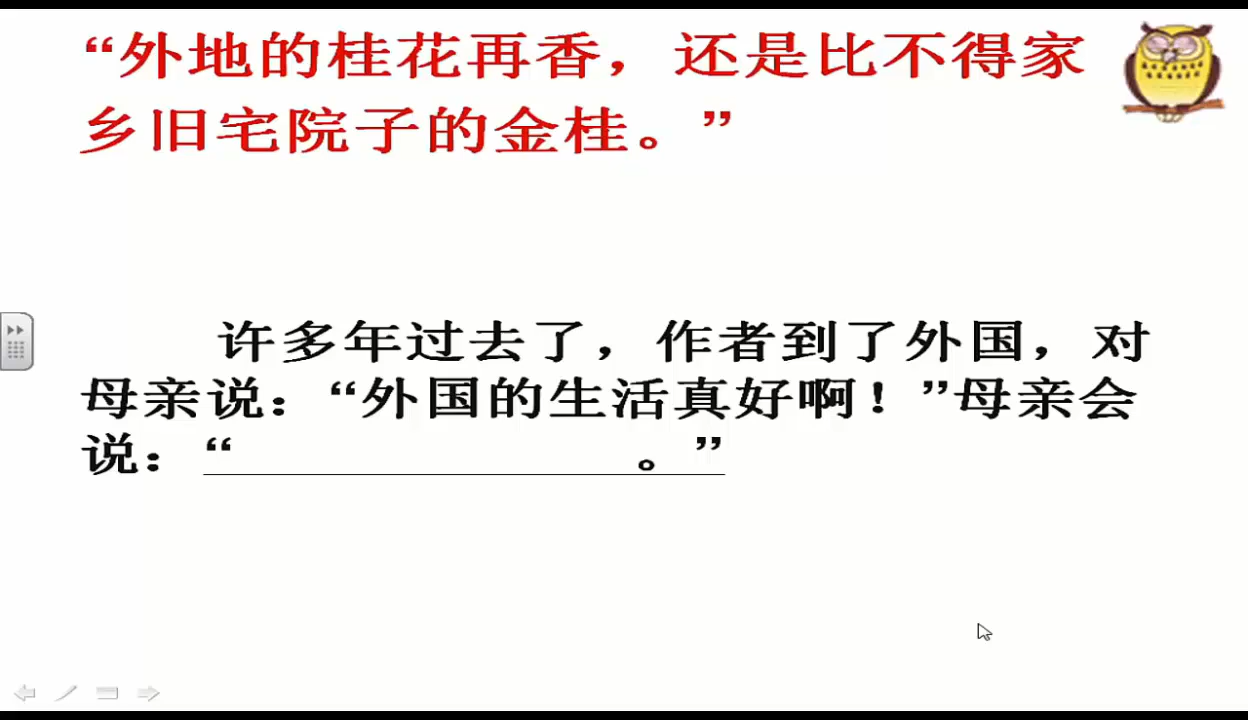 “外地的桂花再香，还是比不得家
乡旧宅院子的金桂。”
许多年过去了，作者到了外国，对
母亲说：“外国的生活真好啊！”母亲会
说：“ 。”